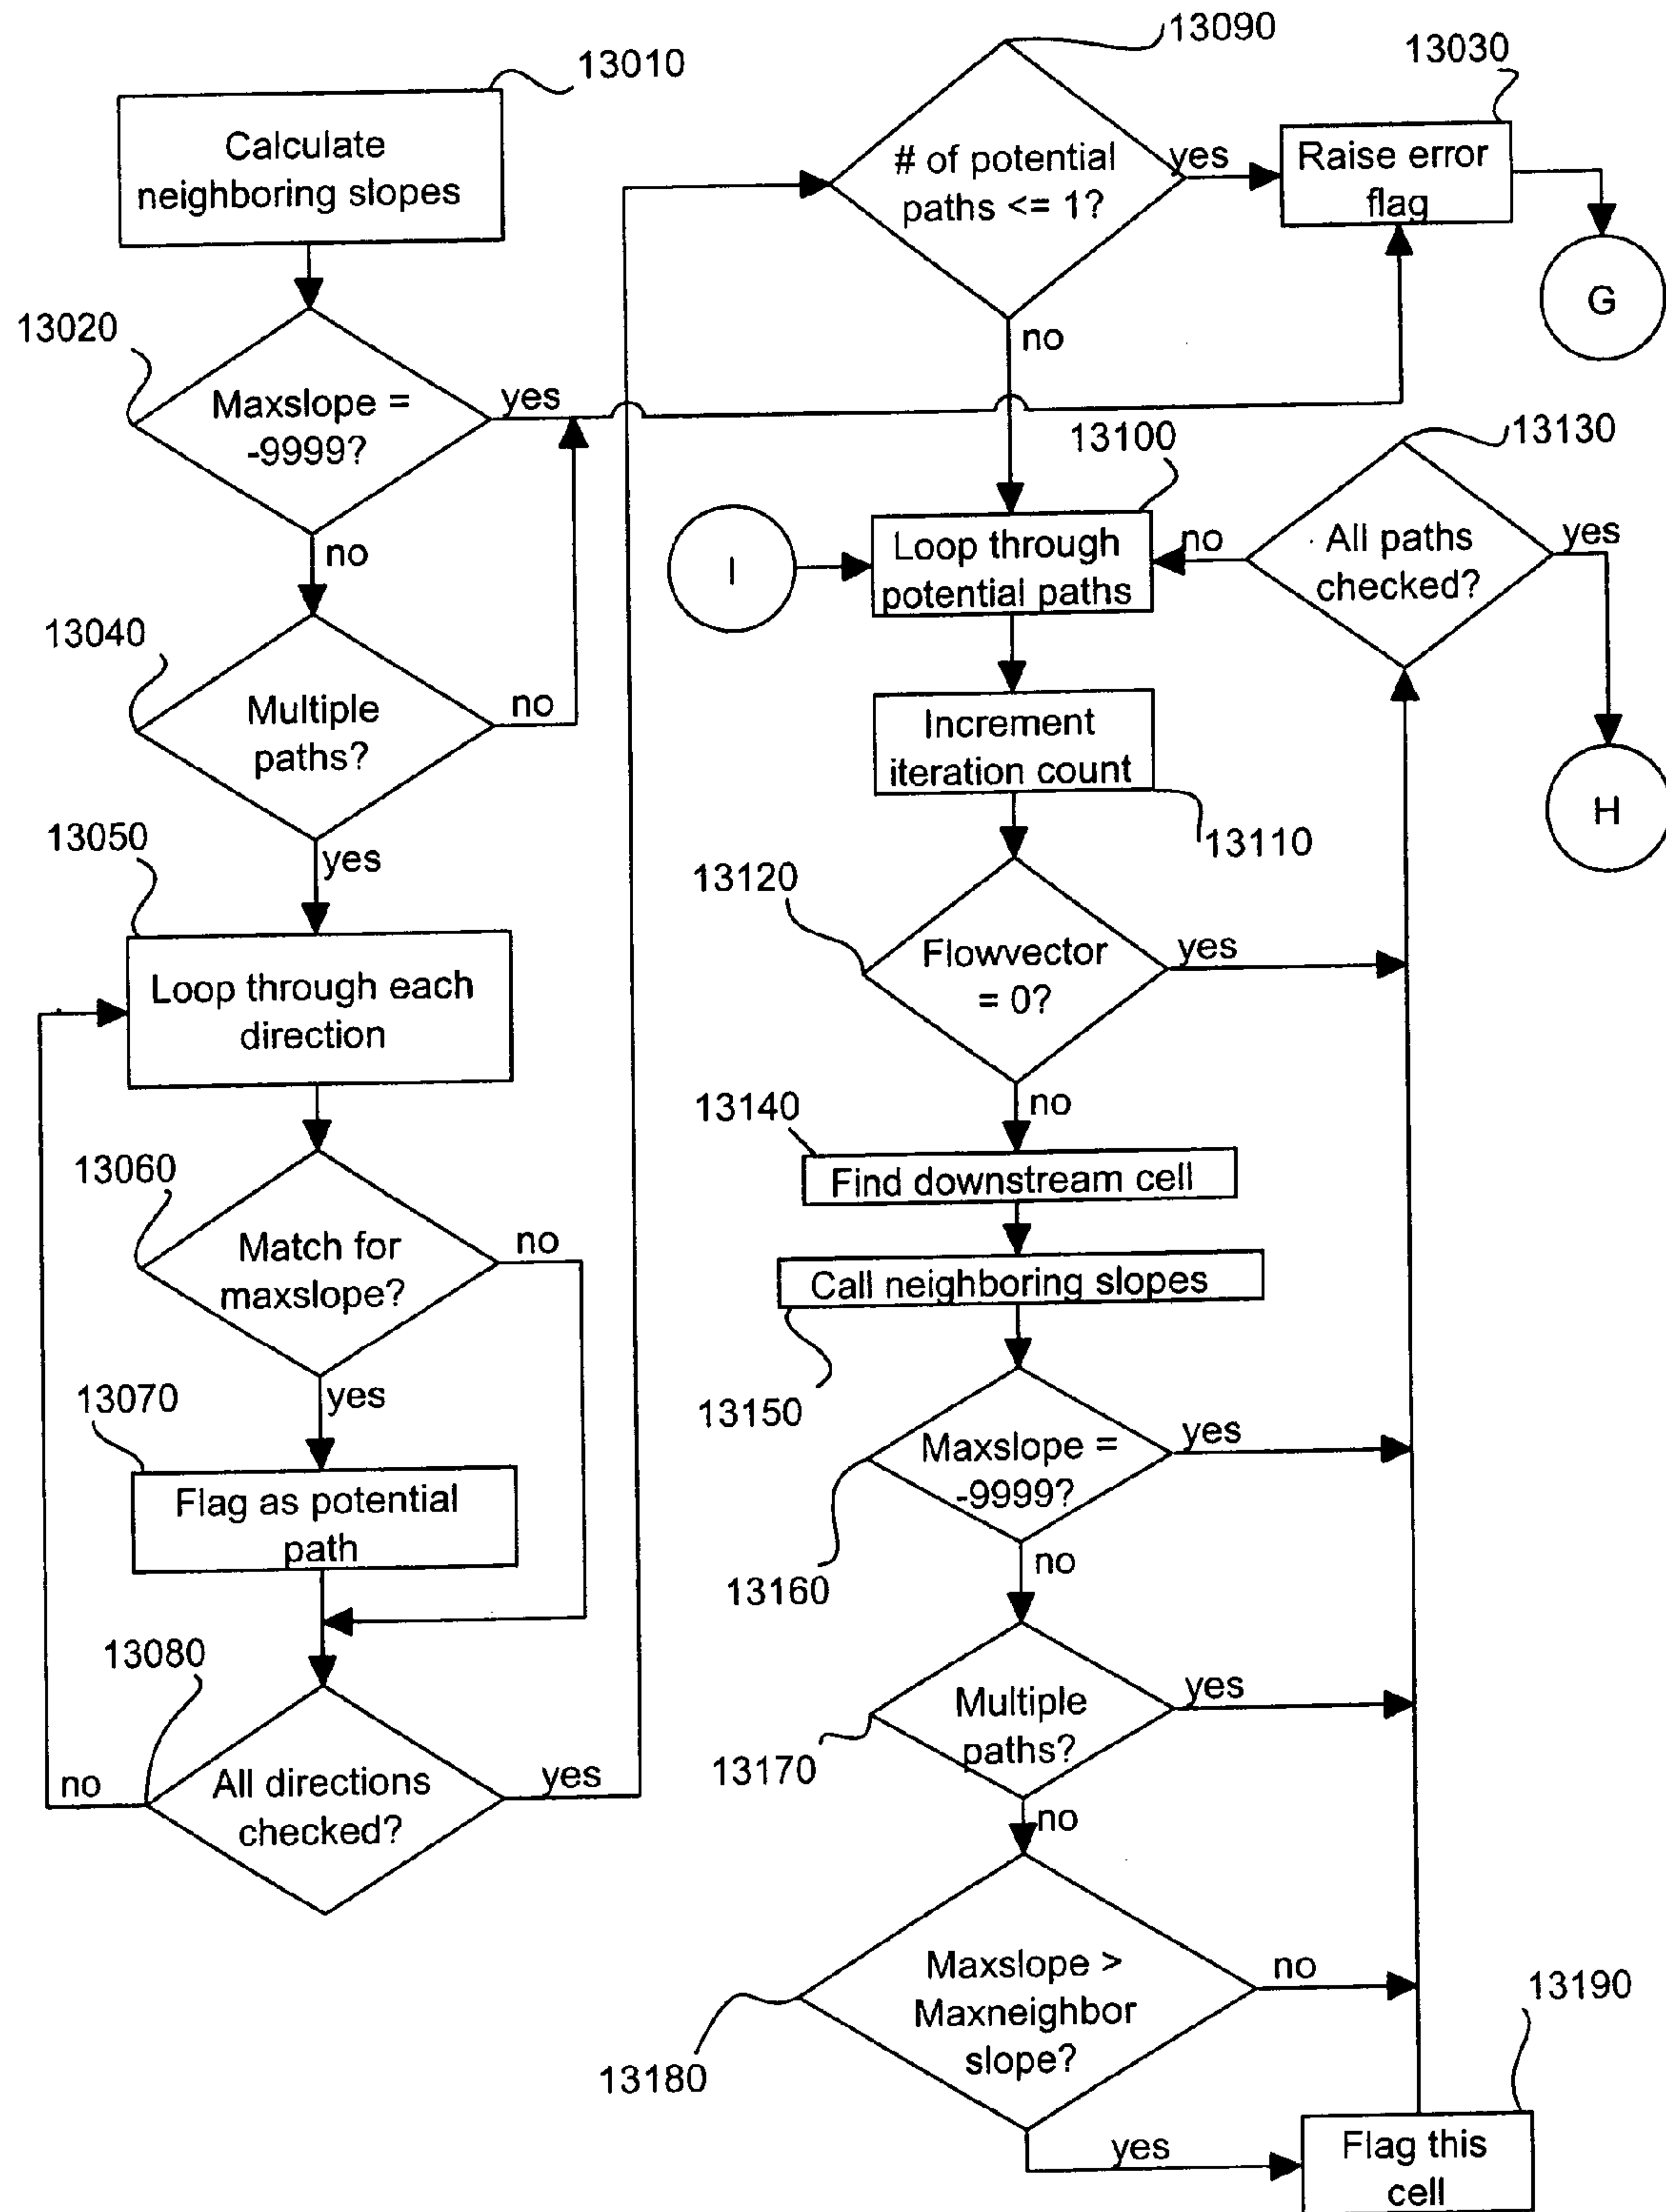 13010
Calculate
neighboring slopes
13020
Maxslope =
-9999?
yes
no
13040
Multiple
paths?
no
yes
13050
Loop through each
direction
13060
Match for
maxslope?
no
yes
13070
Flag as potential
path
13080
All directions
checked?
no
yes
13090
# of potential
paths <= 1?
yes
no
13030
Raise error
flag
G
13100
Loop through
potential paths
I
13130
All paths
checked?
no
yes
H
Increment
iteration count
13110
13120
Flowvector
= 0?
yes
no
13140
Find downstream cell
Call neighboring slopes
13150
Maxslope =
-9999?
yes
13160
no
Multiple
paths?
yes
13170
no
Maxslope >
Maxneighbor
slope?
no
13180
yes
13190
Flag this
cell